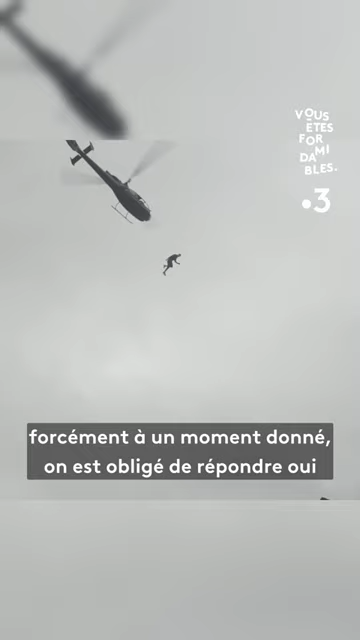 VOUS
ÊTES
FOR
MI
DA
BLES.
.3
forcément à un moment donné,
on est obligé de répondre oui